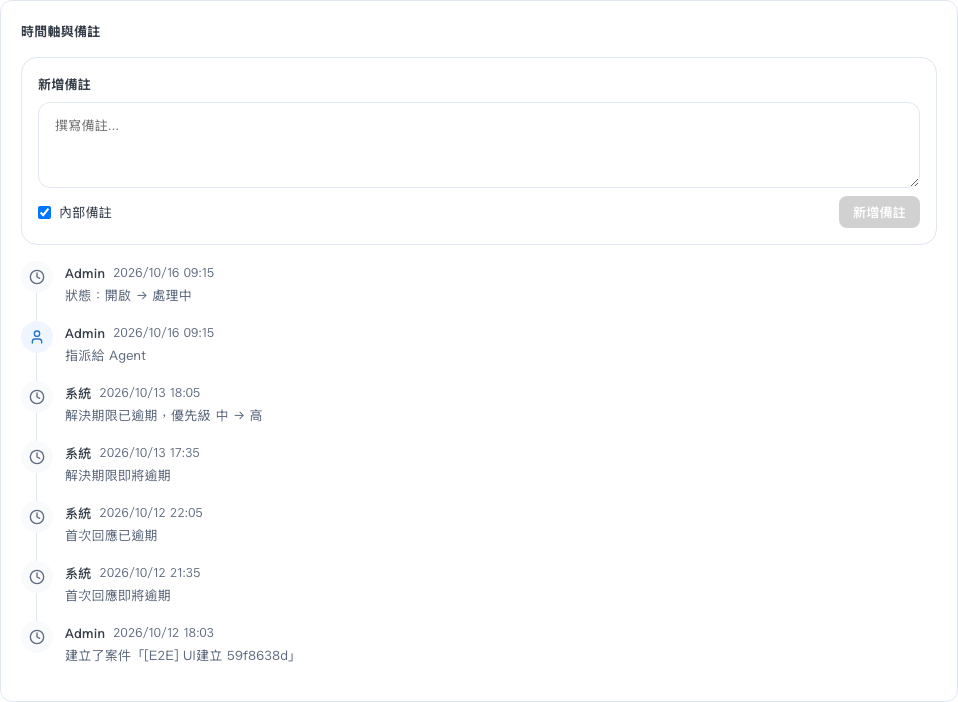 時間軸與備註
新增備註
撰寫備註...
內部備註
新增備註
Admin 2026/10/16 09:15
狀態：開啟 → 處理中
Admin 2026/10/16 09:15
指派給 Agent
系統 2026/10/13 18:05
解決期限已逾期，優先級 中 → 高
系統 2026/10/13 17:35
解決期限即將逾期
系統 2026/10/12 22:05
首次回應已逾期
系統 2026/10/12 21:35
首次回應即將逾期
Admin 2026/10/12 18:03
建立了案件「[E2E] UI建立 59f8638d」